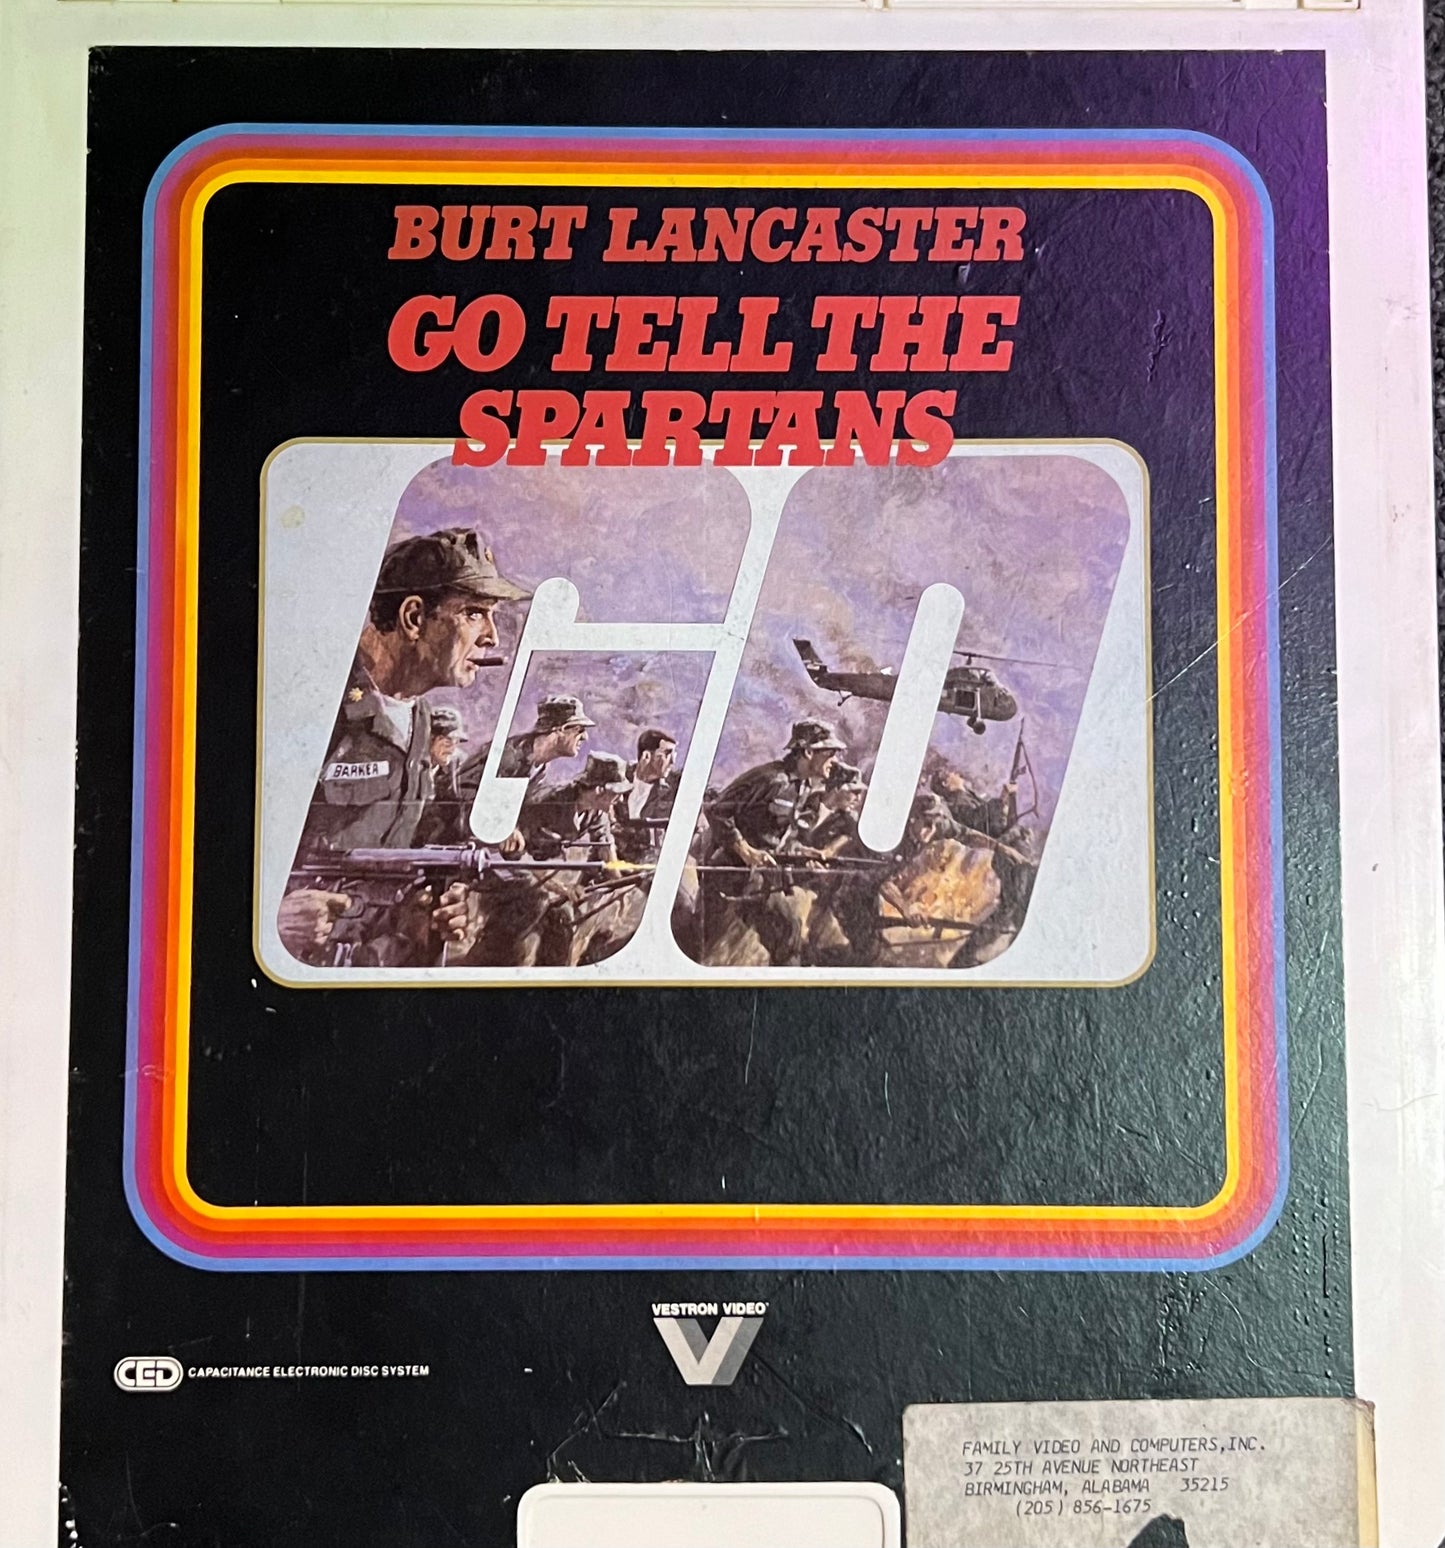 BURT LANCASTER
GO TELL THE
SPARTANS
BARKER
VESTRON VIDEO
V
CED CAPACITANCE ELECTRONIC DISC SYSTEM
FAMILY VIDEO AND COMPUTERS,INC.
37 25TH AVENUE NORTHEAST
BIRMINGHAM, ALABAMA 35215
(205) 856-1675